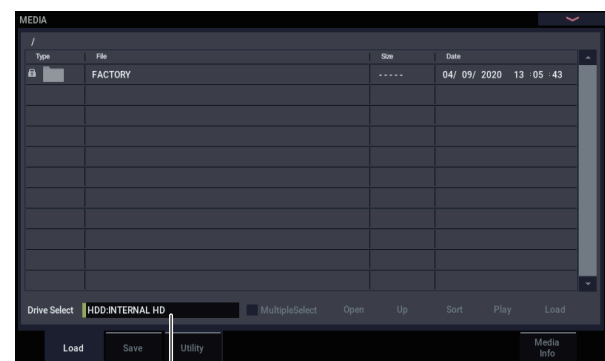 MEDIA
/
Type File Size Date
FACTORY ----- 04/ 09/ 2020 13 :05 :43
Drive Select HDD:INTERNAL HD MultipleSelect Open Up Sort Play Load
Load Save Utility Media Info